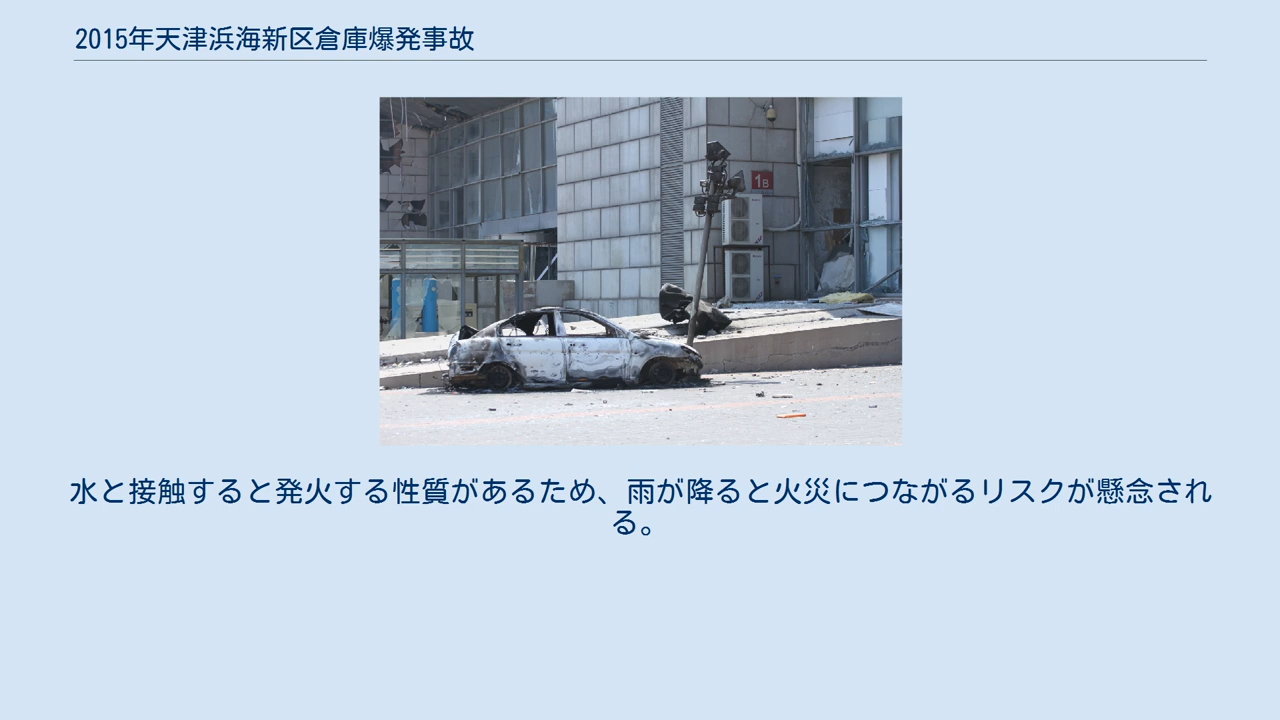 2015年天津浜海新区倉庫爆発事故
1B
水と接触すると発火する性質があるため、雨が降ると火災につながるリスクが懸念され
る。